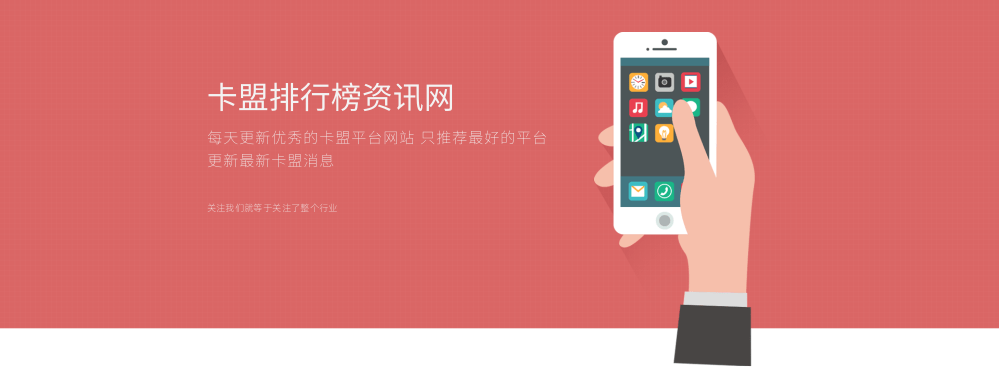 卡盟排行榜资讯网
每天更新优秀的卡盟平台网站 只推荐最好的平台
更新最新卡盟消息
关注我们就等于关注了整个行业